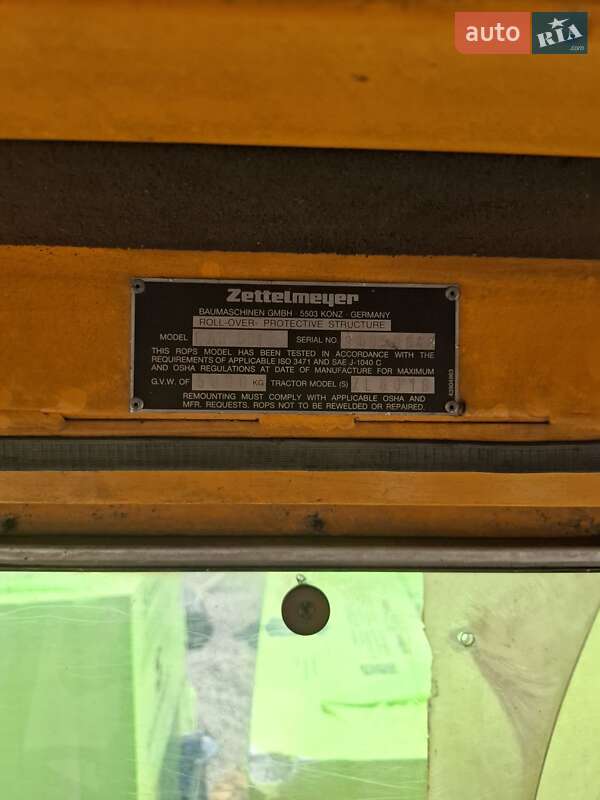 auto RIA .com
Zettelmeyer
BAUMASCHINEN GMBH · 5503 KONZ · GERMANY
ROLL-OVER- PROTECTIVE STRUCTURE
MODEL SERIAL NO.
THIS ROPS MODEL HAS BEEN TESTED IN ACCORDANCE WITH THE
REQUIREMENTS OF APPLICABLE ISO 3471 AND SAE J-1040 C
AND OSHA REGULATIONS AT DATE OF MANUFACTURE FOR MAXIMUM
G.V.W. OF KG TRACTOR MODEL (S)
REMOUNTING MUST COMPLY WITH APPLICABLE OSHA AND
MFR. REQUESTS. ROPS NOT TO BE REWELDED OR REPAIRED.